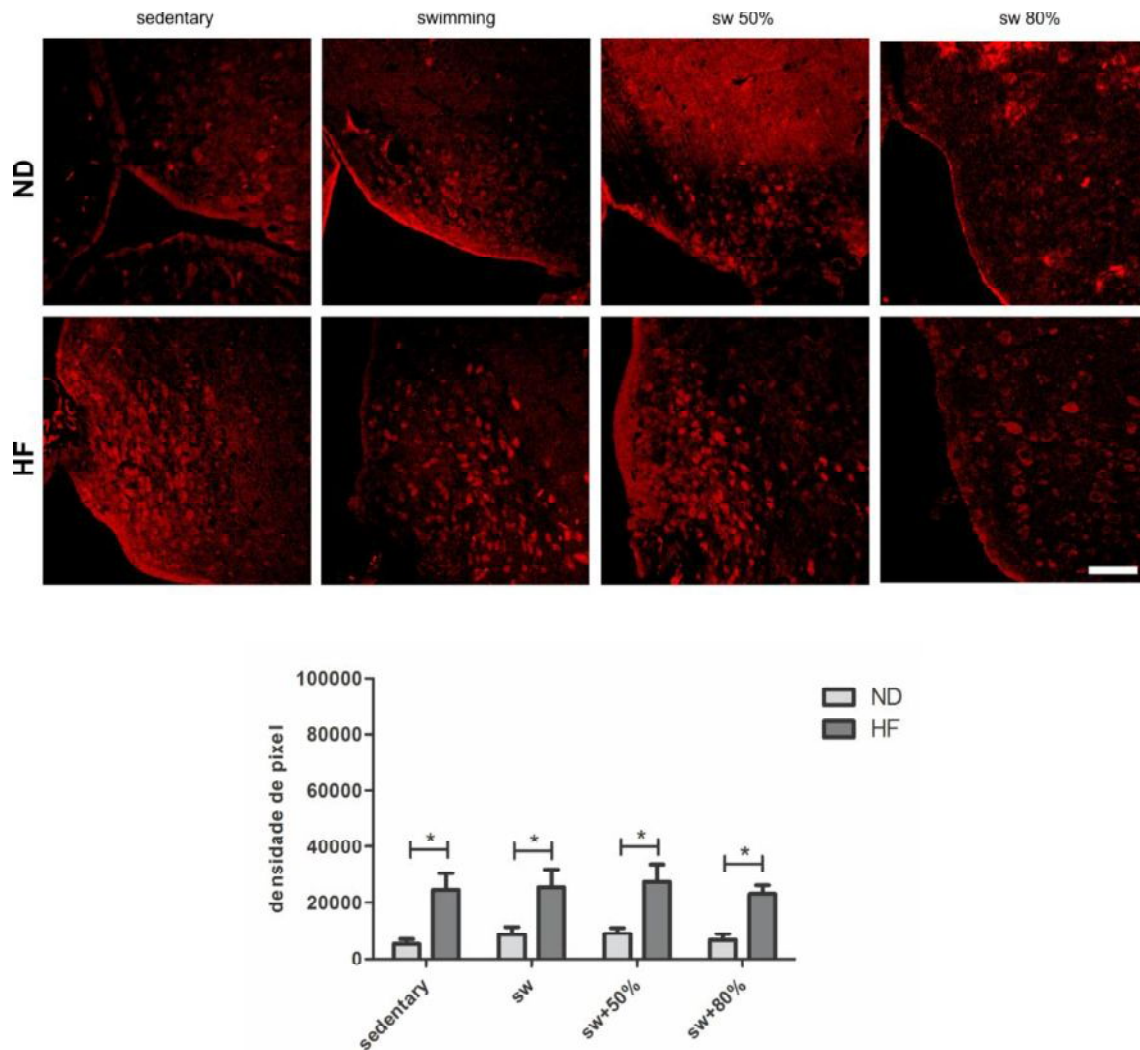 sedentary swimming sw 50% sw 80%
ND
HF
100000
80000
60000
40000
20000
0
densidade de pixel
ND
HF
* * * *
sedentary sw sw+50% sw+80%